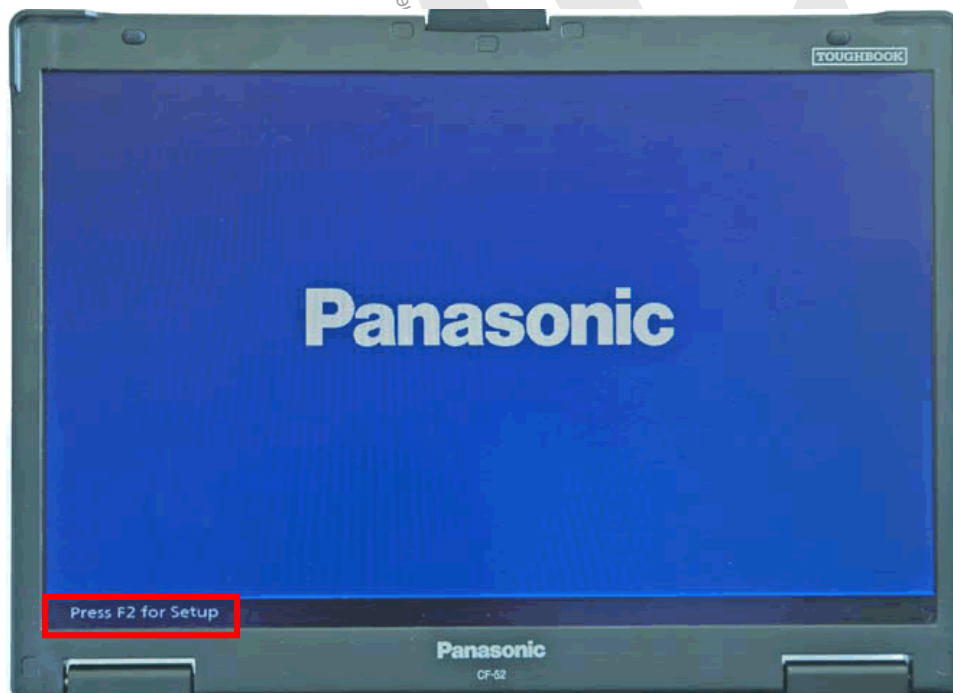 TOUGHBOOK
Panasonic
Press F2 for Setup
Panasonic
CF-52